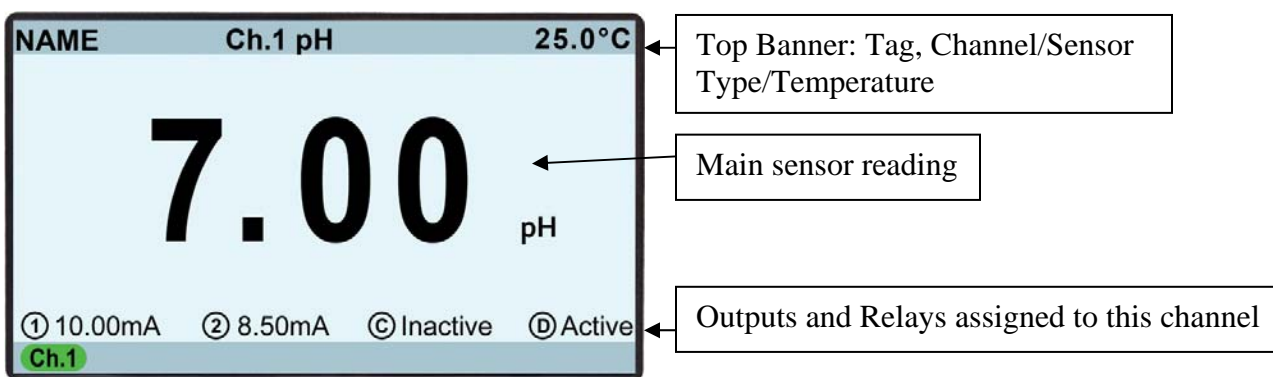 NAME Ch.1 pH 25.0°C
Top Banner: Tag, Channel/Sensor
Type/Temperature
7.00 pH
Main sensor reading
① 10.00mA ② 8.50mA Ⓒ Inactive Ⓓ Active
Outputs and Relays assigned to this channel
Ch.1